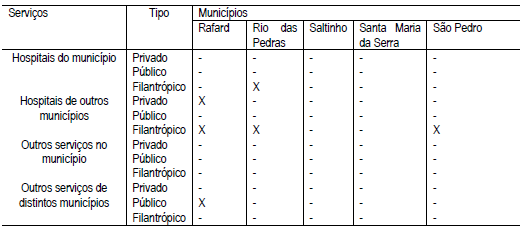 Serviços Tipo Municípios
Rafard Rio das Pedras Saltinho Santa Maria da Serra São Pedro
Hospitais do município Privado - - - - -
Público - - - - -
Filantrópico - X - - -
Hospitais de outros municípios Privado X - - - -
Público - - - - -
Filantrópico X X - - X
Outros serviços no município Privado - - - - -
Público - - - - -
Filantrópico - - - - -
Outros serviços de distintos municípios Privado - - - - -
Público X - - - -
Filantrópico - - - - -